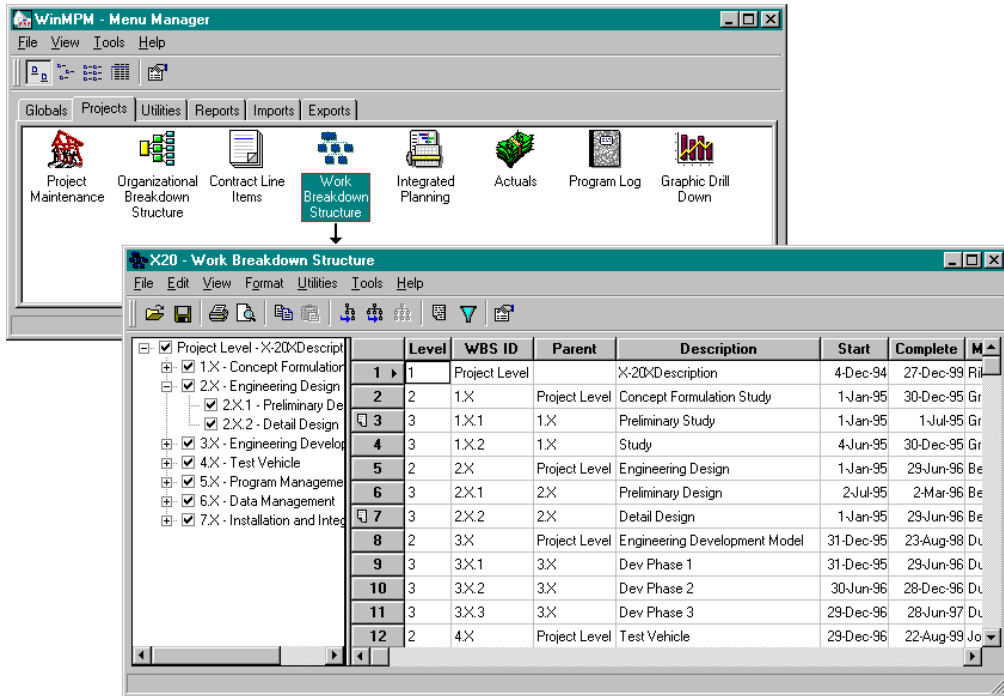 WinMPM - Menu Manager
File View Tools Help
Globals Projects Utilities Reports Imports Exports
Project Maintenance
Organizational Breakdown Structure
Contract Line Items
Work Breakdown Structure
Integrated Planning
Actuals
Program Log
Graphic Drill Down
X20 - Work Breakdown Structure
File Edit View Format Utilities Tools Help
Project Level - X-20XDescript
1.X - Concept Formulation
2.X - Engineering Design
2.X.1 - Preliminary De
2.X.2 - Detail Design
3.X - Engineering Develop
4.X - Test Vehicle
5.X - Program Manageme
6.X - Data Management
7.X - Installation and Integ
Level WBS ID Parent Description Start Complete M
1 1 Project Level X-20XDescription 4-Dec-94 27-Dec-99 Ril
2 2 1.X Project Level Concept Formulation Study 1-Jan-95 30-Dec-95 Gr
3 3 1.X.1 1.X Preliminary Study 1-Jan-95 1-Jul-95 Gr
4 3 1.X.2 1.X Study 4-Jun-95 30-Dec-95 Gr
5 2 2.X Project Level Engineering Design 1-Jan-95 29-Jun-96 Be
6 3 2.X.1 2.X Preliminary Design 2-Jul-95 2-Mar-96 Be
7 3 2.X.2 2.X Detail Design 1-Jan-95 29-Jun-96 Be
8 2 3.X Project Level Engineering Development Model 31-Dec-95 23-Aug-98 Du
9 3 3.X.1 3.X Dev Phase 1 31-Dec-95 29-Jun-96 Du
10 3 3.X.2 3.X Dev Phase 2 30-Jun-96 28-Dec-96 Du
11 3 3.X.3 3.X Dev Phase 3 29-Dec-96 28-Jun-97 Du
12 2 4.X Project Level Test Vehicle 29-Dec-96 22-Aug-99 Jo